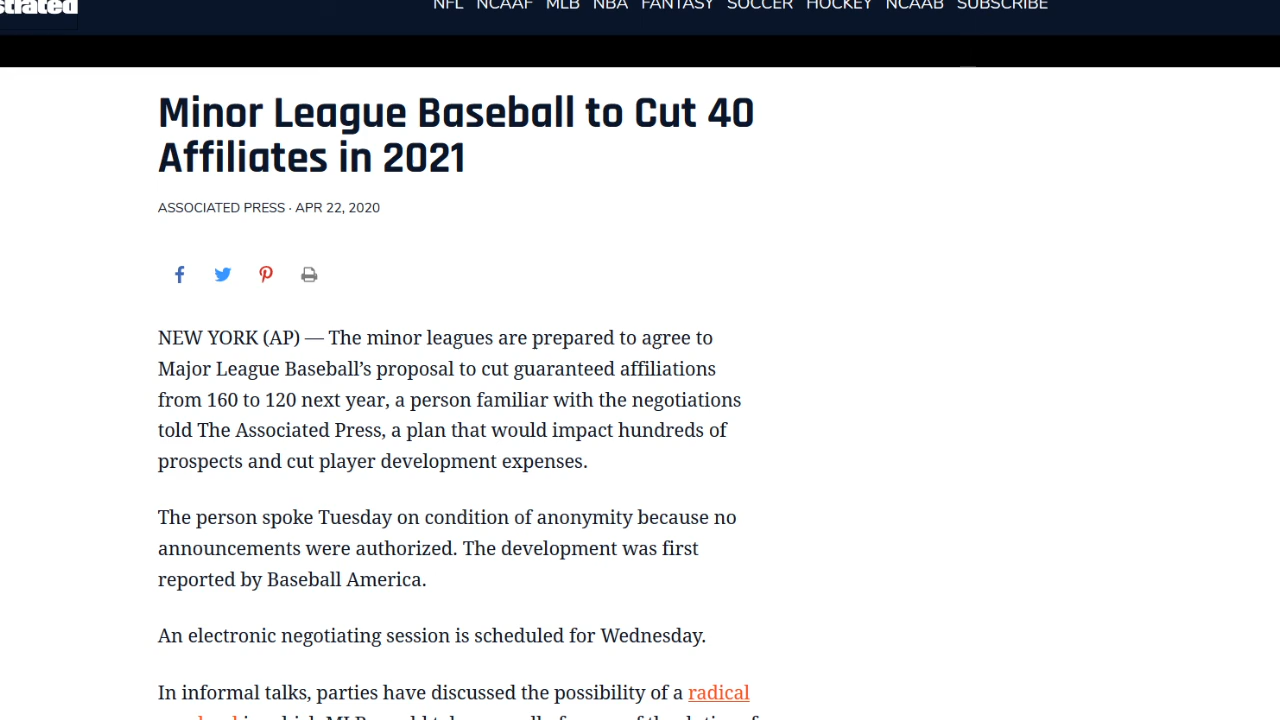 strated
NFL NCAAF MLB NBA FANTASY SOCCER HOCKEY NCAAB SUBSCRIBE
Minor League Baseball to Cut 40
Affiliates in 2021
ASSOCIATED PRESS · APR 22, 2020
NEW YORK (AP) — The minor leagues are prepared to agree to
Major League Baseball’s proposal to cut guaranteed affiliations
from 160 to 120 next year, a person familiar with the negotiations
told The Associated Press, a plan that would impact hundreds of
prospects and cut player development expenses.
The person spoke Tuesday on condition of anonymity because no
announcements were authorized. The development was first
reported by Baseball America.
An electronic negotiating session is scheduled for Wednesday.
In informal talks, parties have discussed the possibility of a radical